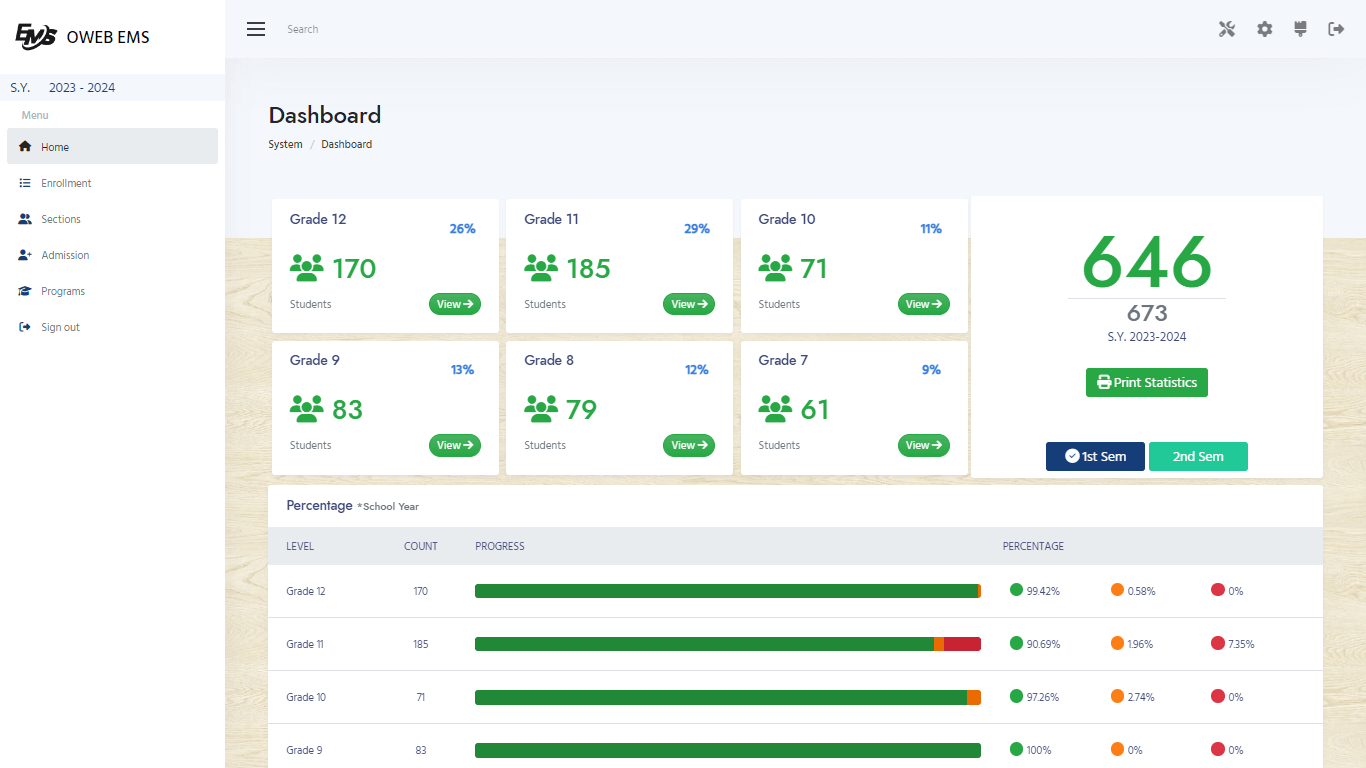 EMS OWEB EMS
Search
S.Y. 2023 - 2024
Menu
Home
Enrollment
Sections
Admission
Programs
Sign out
Dashboard
System / Dashboard
Grade 12
26%
170
Students
View
Grade 11
29%
185
Students
View
Grade 10
11%
71
Students
View
Grade 9
13%
83
Students
View
Grade 8
12%
79
Students
View
Grade 7
9%
61
Students
View
646
673
S.Y. 2023-2024
Print Statistics
1st Sem 2nd Sem
Percentage *School Year
LEVEL COUNT PROGRESS PERCENTAGE
Grade 12 170 99.42% 0.58% 0%
Grade 11 185 90.69% 1.96% 7.35%
Grade 10 71 97.26% 2.74% 0%
Grade 9 83 100% 0% 0%